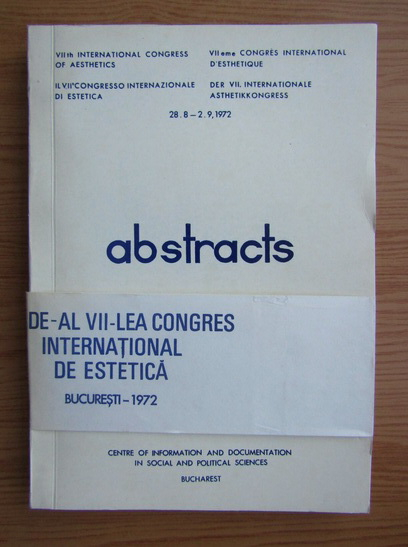 VIIth INTERNATIONAL CONGRESS
OF AESTHETICS
VIIeme CONGRÈS INTERNATIONAL
D'ESTHETIQUE
IL VII° CONGRESSO INTERNAZIONALE
DI ESTETICA
DER VII. INTERNATIONALE
ASTHETIKKONGRESS
28.8–2.9,1972
abstracts
DE-AL VII-LEA CONGRES
INTERNAȚIONAL
DE ESTETICĂ
BUCUREȘTI–1972
CENTRE OF INFORMATION AND DOCUMENTATION
IN SOCIAL AND POLITICAL SCIENCES
BUCHAREST